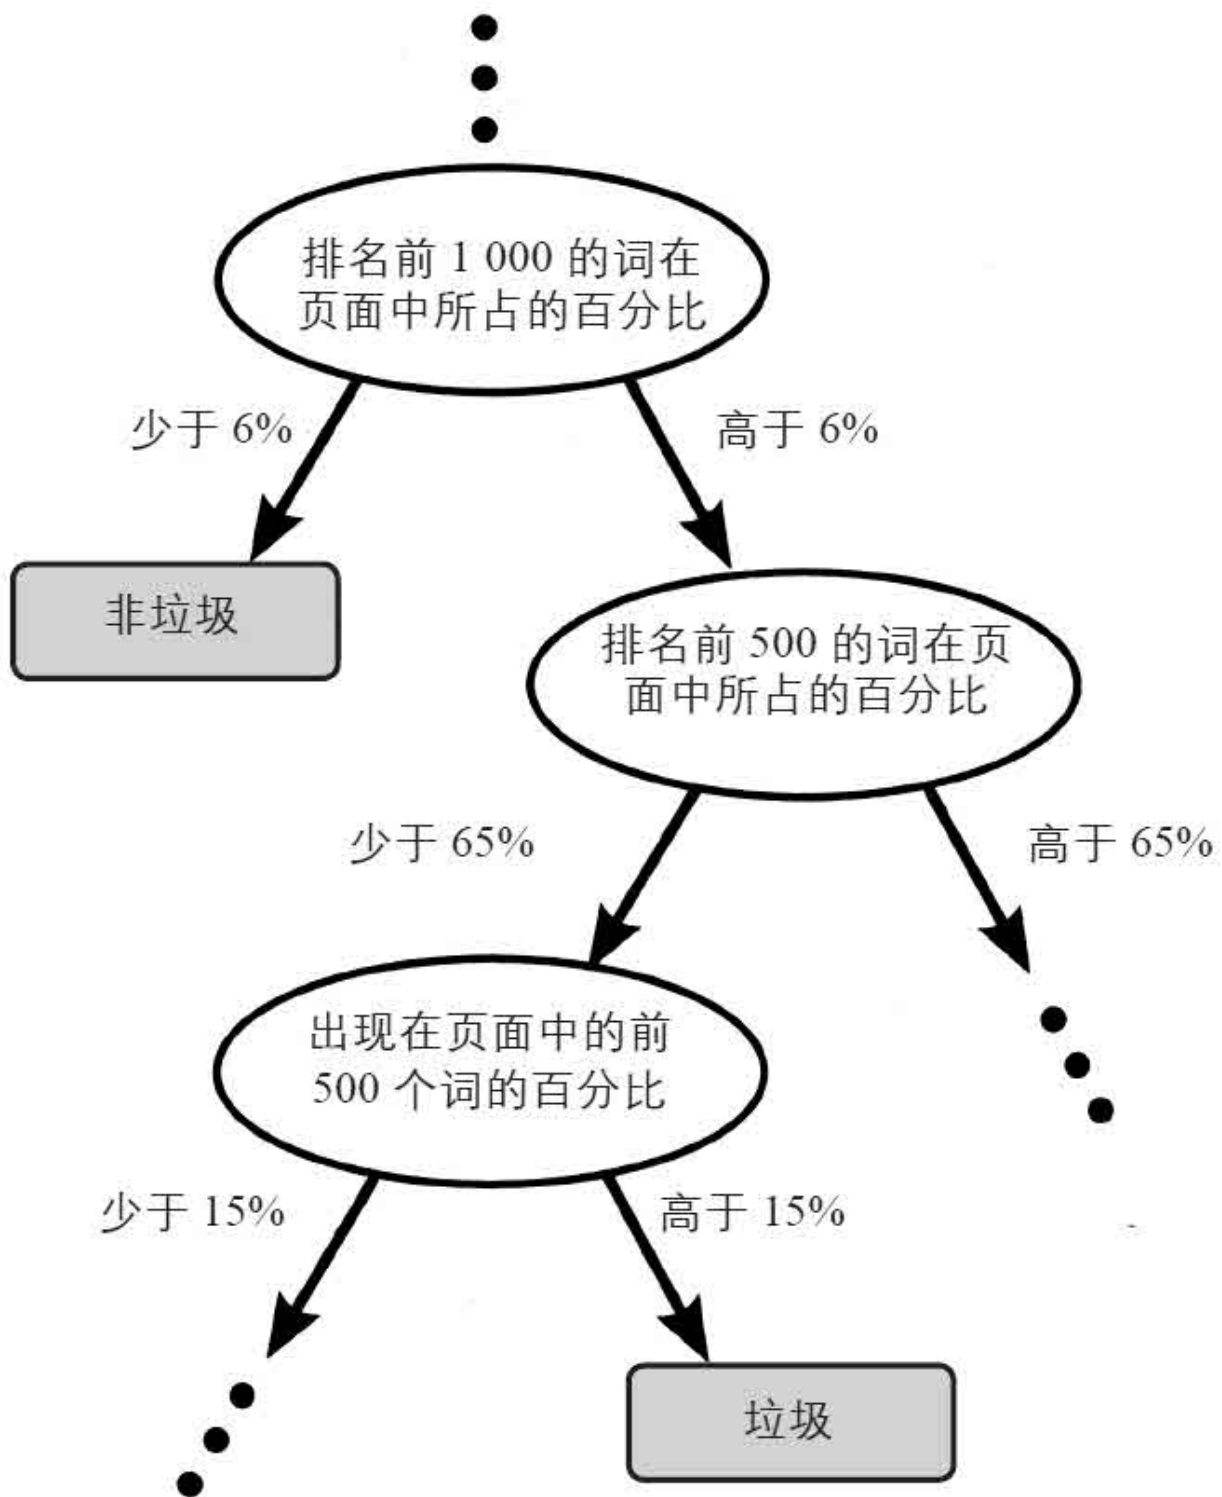 排名前 1 000 的词在
页面中所占的百分比
少于 6%
高于 6%
非垃圾
排名前 500 的词在页
面中所占的百分比
少于 65%
高于 65%
出现在页面中的前
500 个词的百分比
少于 15%
高于 15%
垃圾